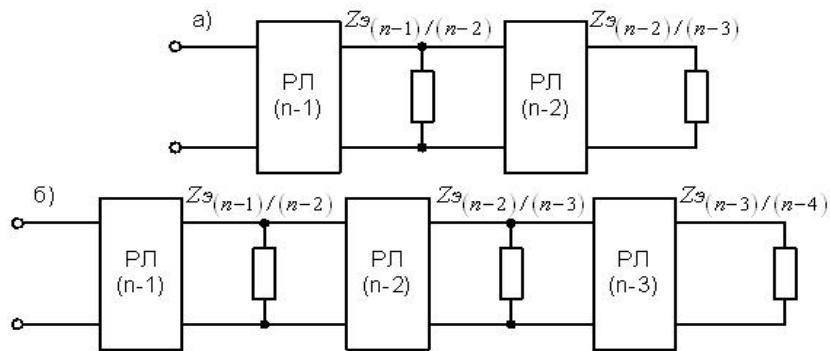 а)
Zэ(n−1)/(n−2)
Zэ(n−2)/(n−3)
РЛ
(n-1)
РЛ
(n-2)
б)
Zэ(n−1)/(n−2)
Zэ(n−2)/(n−3)
Zэ(n−3)/(n−4)
РЛ
(n-1)
РЛ
(n-2)
РЛ
(n-3)